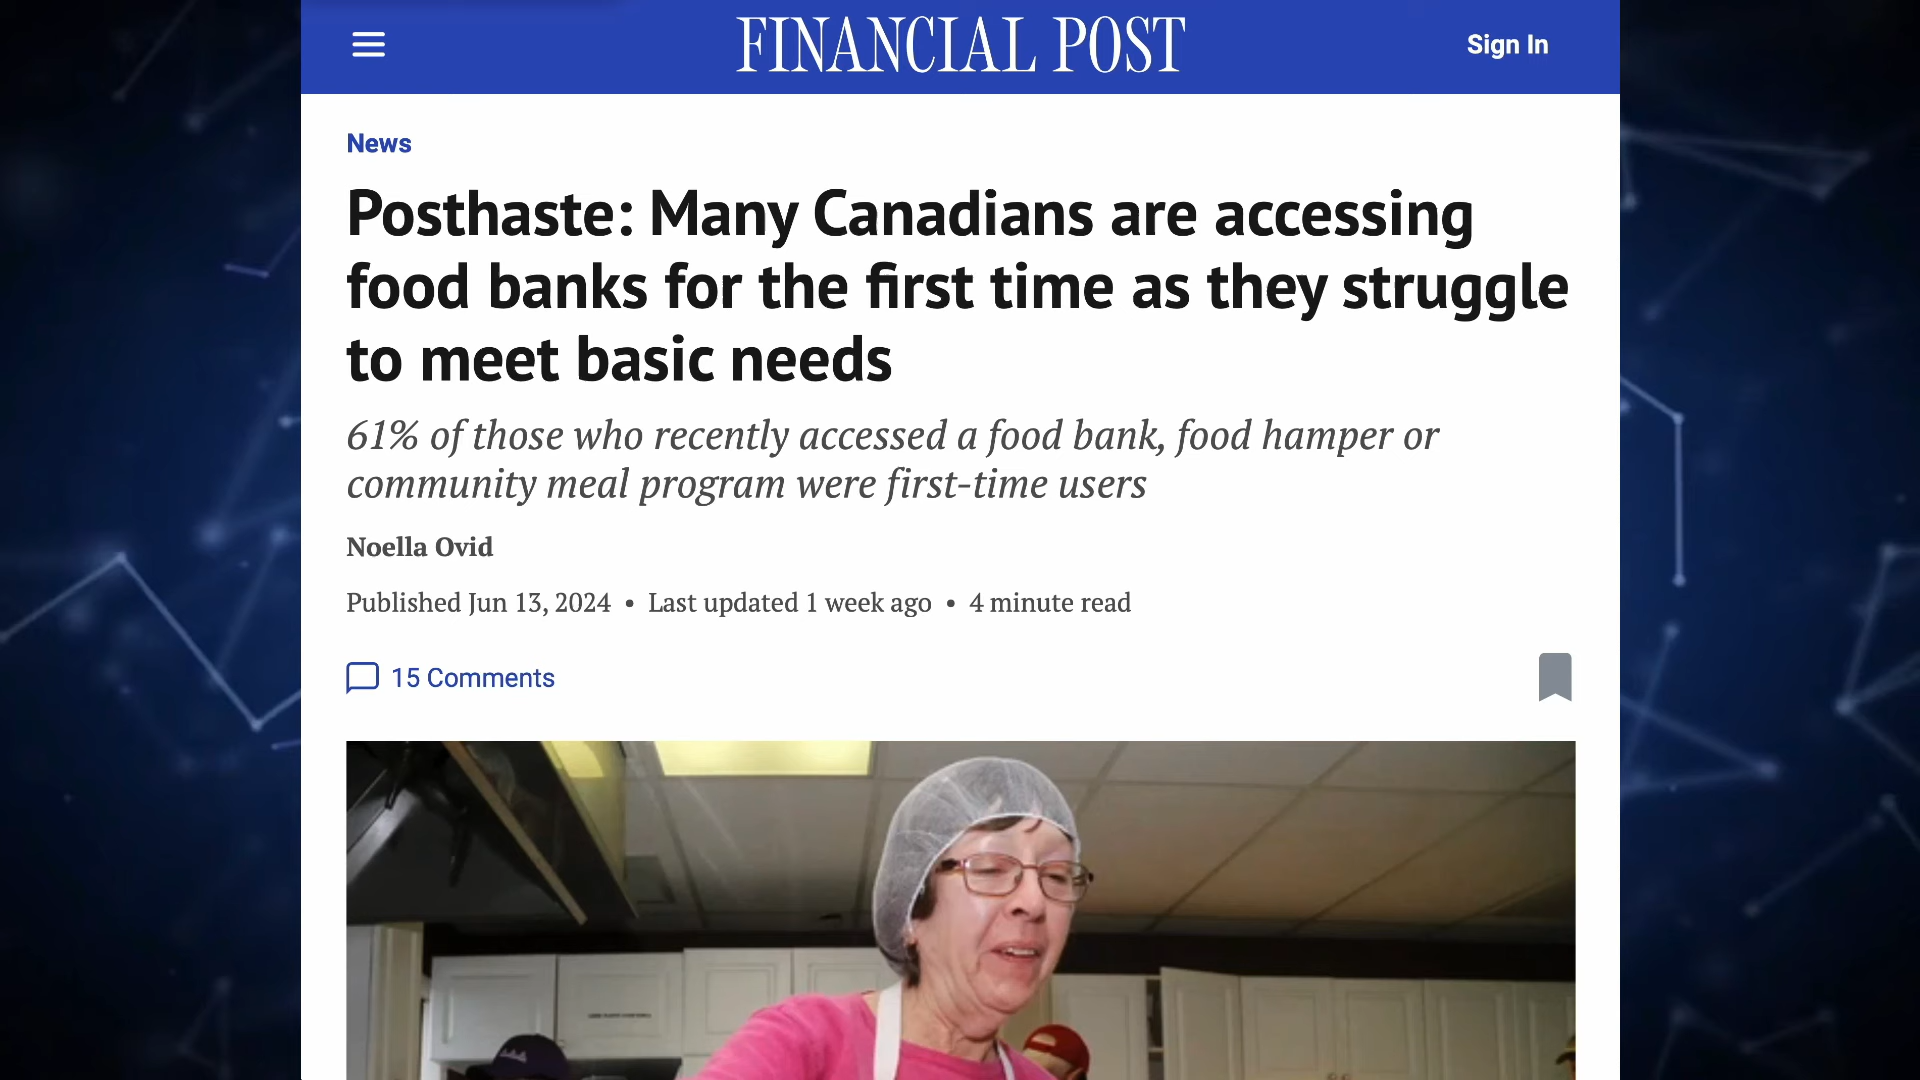 FINANCIAL POST
Sign In
News
Posthaste: Many Canadians are accessing
food banks for the first time as they struggle
to meet basic needs
61% of those who recently accessed a food bank, food hamper or
community meal program were first-time users
Noella Ovid
Published Jun 13, 2024 • Last updated 1 week ago • 4 minute read
15 Comments